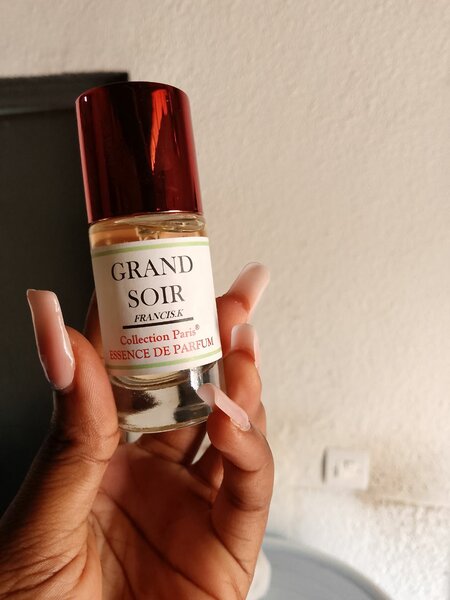 GRAND
SOIR
FRANCIS.K
Collection Paris®
ESSENCE DE PARFUM